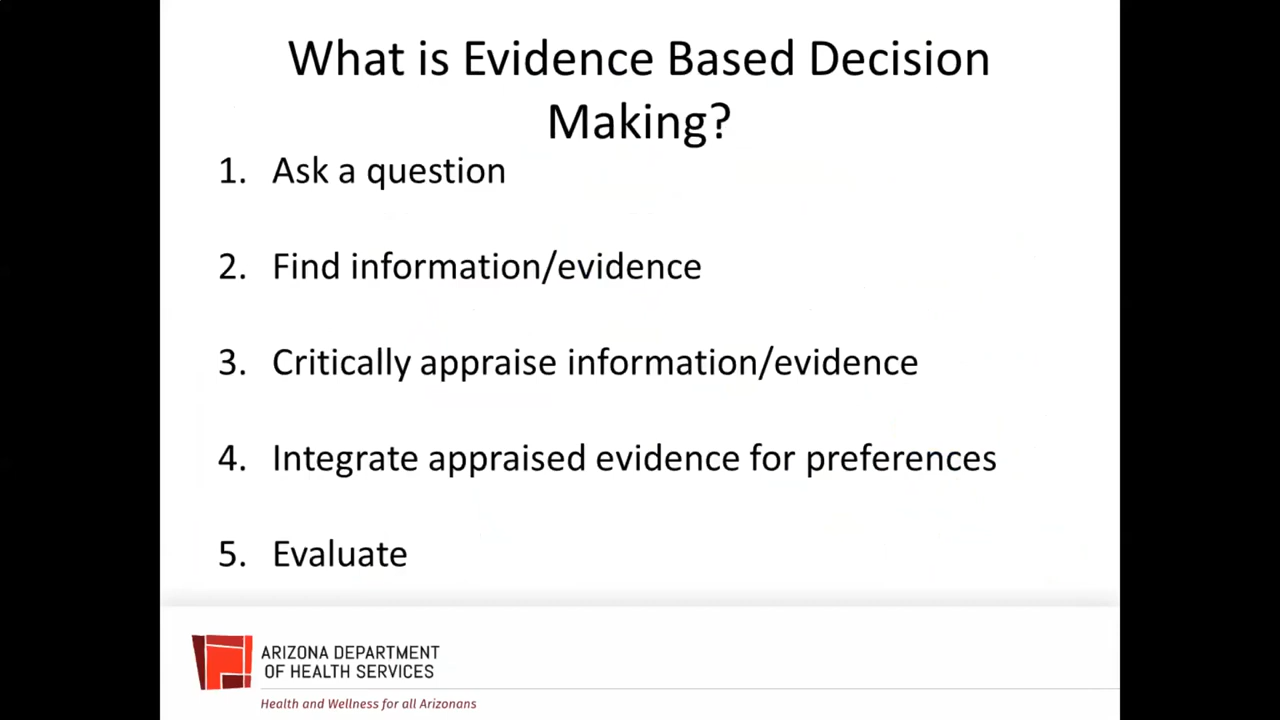 What is Evidence Based Decision
Making?
1. Ask a question
2. Find information/evidence
3. Critically appraise information/evidence
4. Integrate appraised evidence for preferences
5. Evaluate
ARIZONA DEPARTMENT
OF HEALTH SERVICES
Health and Wellness for all Arizonans